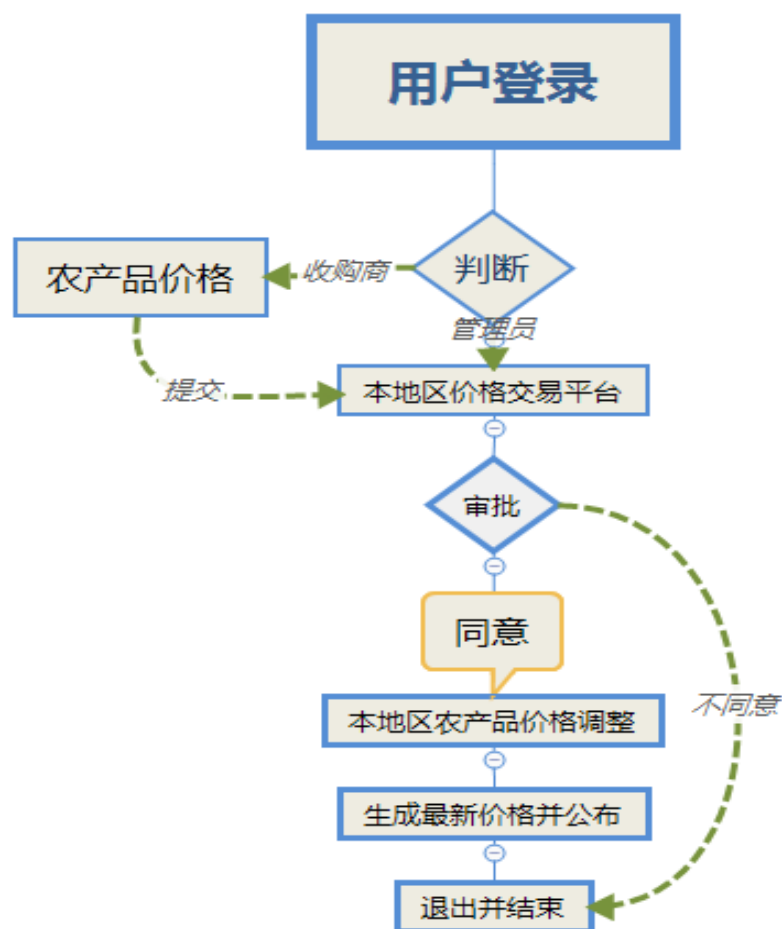 用户登录
判断
收购商
农产品价格
管理员
提交
本地区价格交易平台
审批
同意
不同意
本地区农产品价格调整
生成最新价格并公布
退出并结束